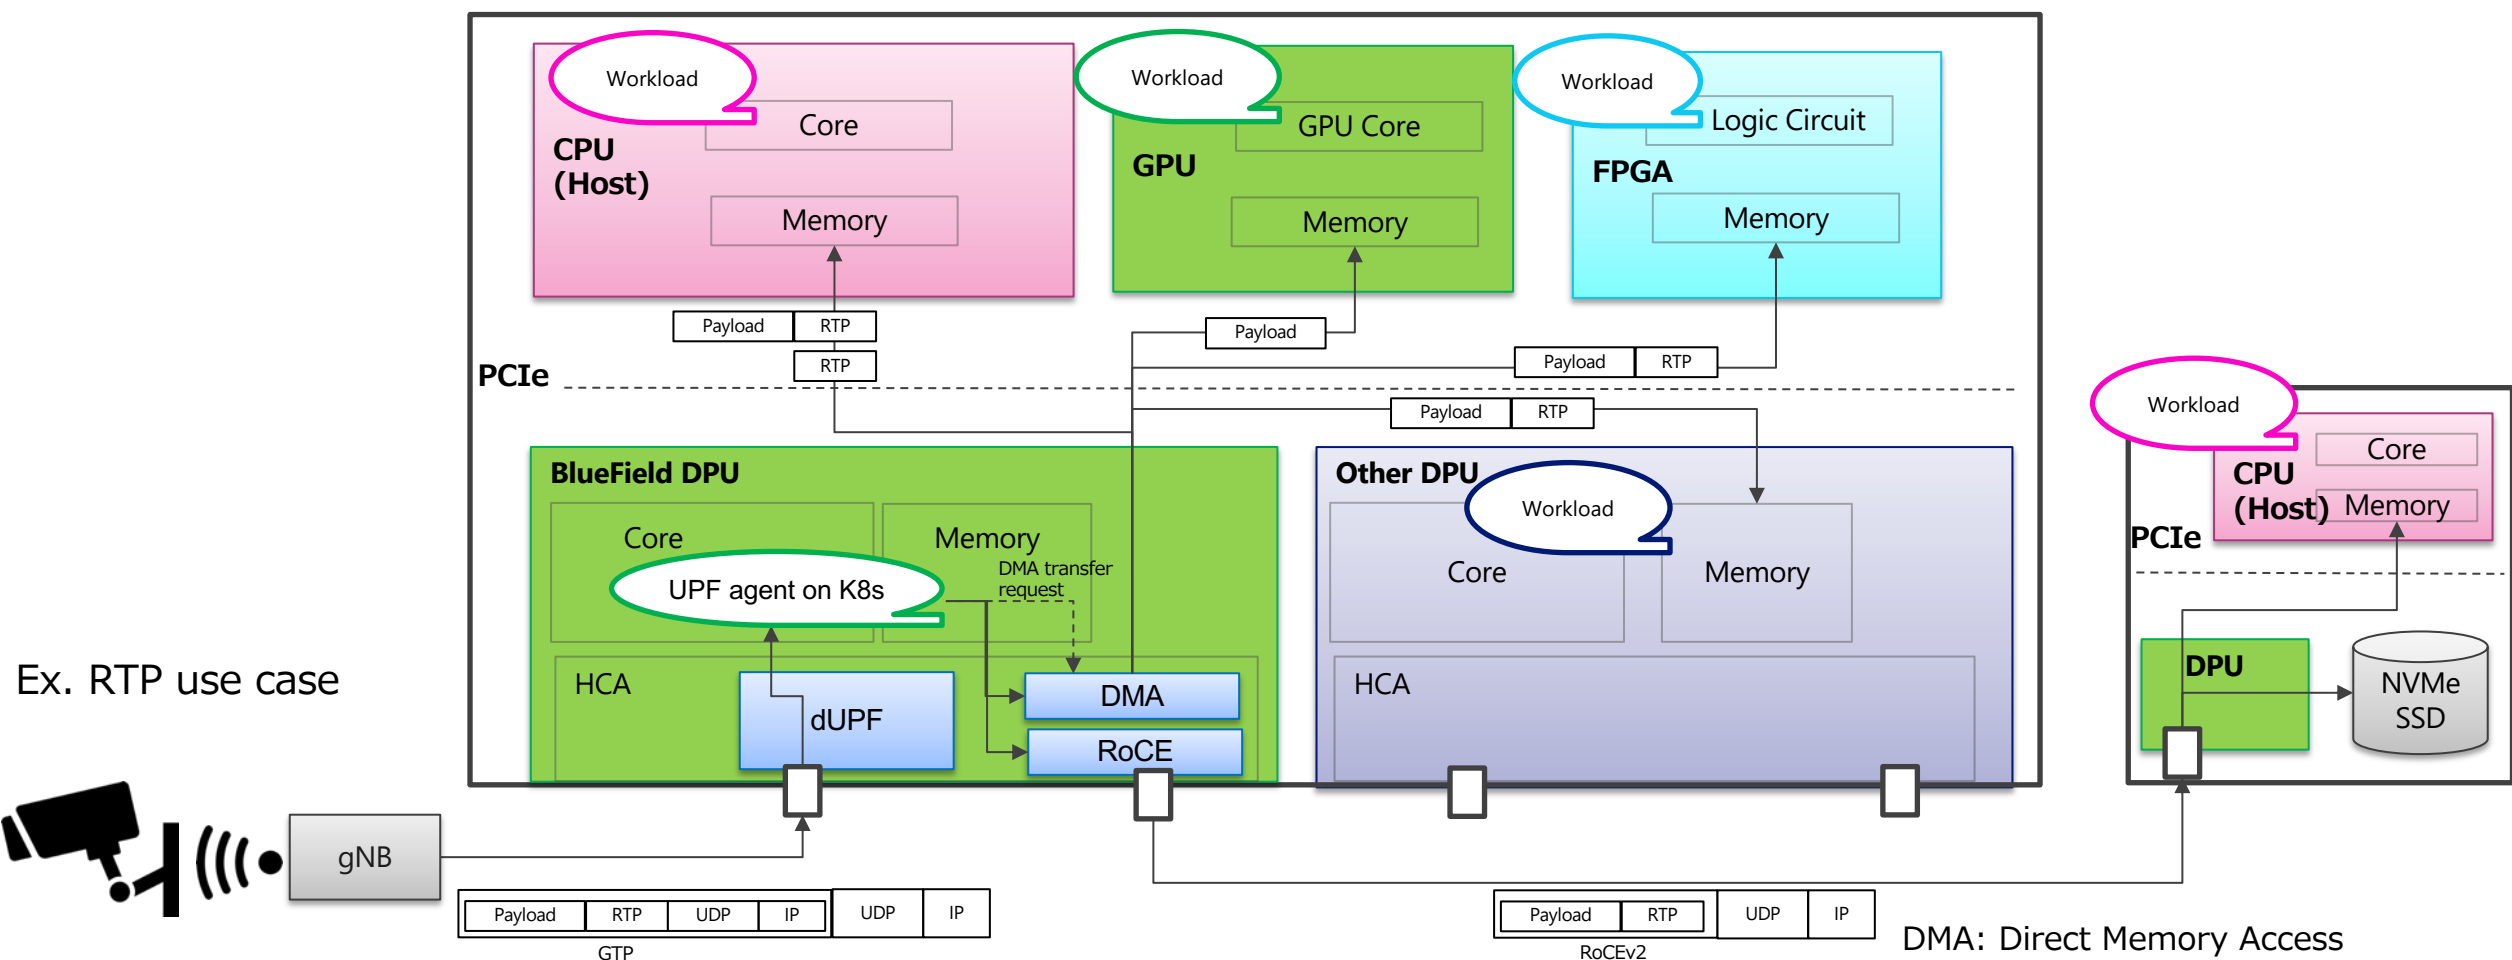 Workload
Core
CPU
(Host)
Memory
Workload
GPU Core
GPU
Memory
Workload
Logic Circuit
FPGA
Memory
Payload RTP
RTP
Payload
Payload RTP
PCIe
Payload RTP
BlueField DPU
Core
Memory
DMA transfer
request
UPF agent on K8s
HCA
dUPF
DMA
RoCE
Other DPU
Workload
Core
Memory
HCA
Workload
Core
CPU
(Host)
Memory
PCIe
DPU
NVMe
SSD
Ex. RTP use case
gNB
Payload RTP UDP IP UDP IP
GTP
Payload RTP UDP IP
RoCEv2
DMA: Direct Memory Access